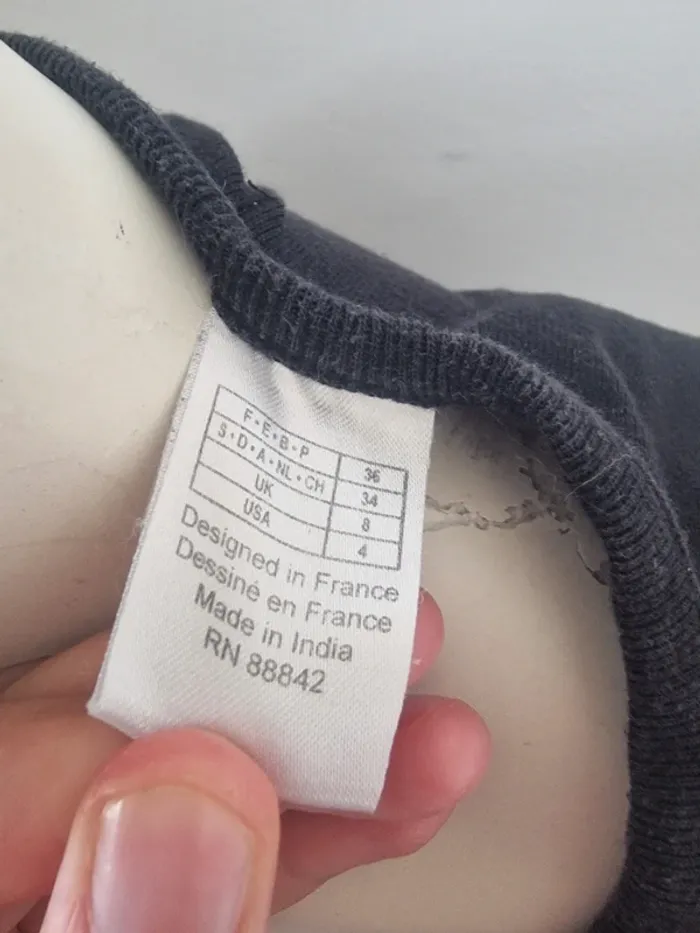 F•E•B•P 36
S•D•A•NL•CH 34
UK 8
USA 4
Designed in France
Dessiné en France
Made in India
RN 88842